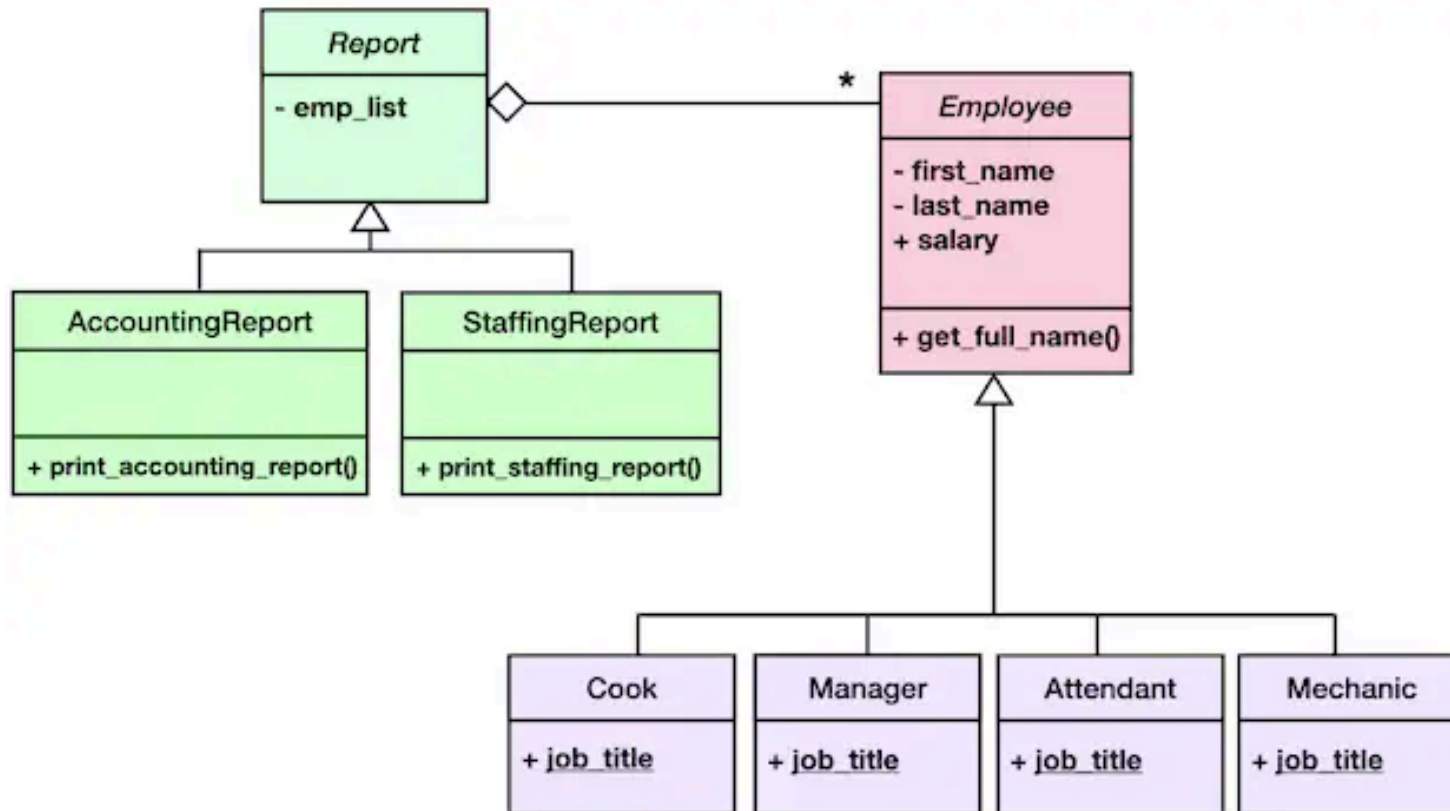 Report
- emp_list
*
Employee
- first_name
- last_name
+ salary
+ get_full_name()
AccountingReport
+ print_accounting_report()
StaffingReport
+ print_staffing_report()
Cook
+ job_title
Manager
+ job_title
Attendant
+ job_title
Mechanic
+ job_title